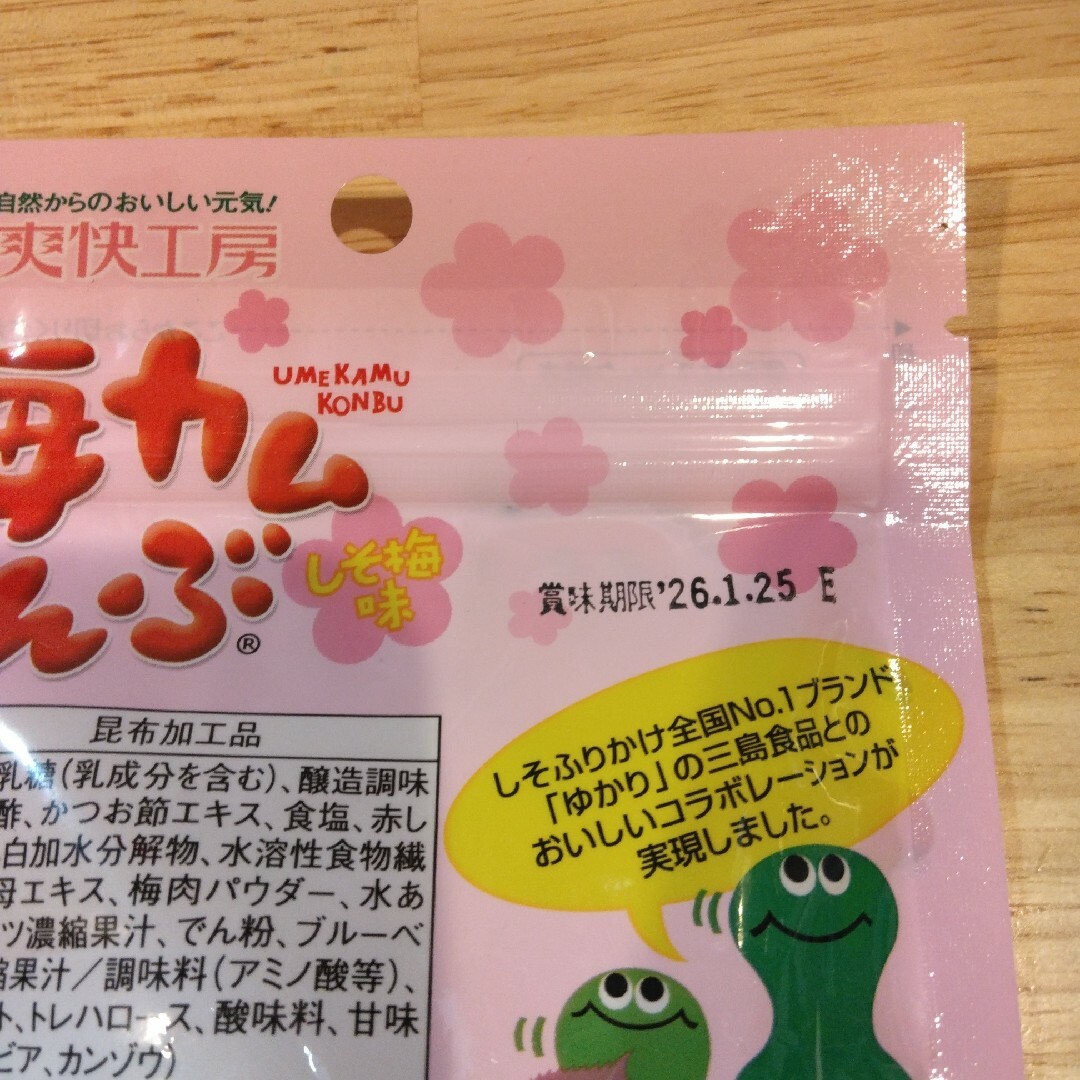 自然からのおいしい元気!
爽快工房
梅カム
UMEKAMU
KONBU
んぶ®
しそ梅
味
賞味期限'26.1.25 E
しそふりかけ全国No.1ブランド
「ゆかり」の三島食品との
おいしいコラボレーションが
実現しました。
昆布加工品
乳糖(乳成分を含む)、醸造調味
酢、かつお節エキス、食塩、赤し
白加水分解物、水溶性食物繊
母エキス、梅肉パウダー、水あ
ツ濃縮果汁、でん粉、ブルーベ
縮果汁/調味料(アミノ酸等)、
ト、トレハロース、酸味料、甘味
ビア、カンゾウ)